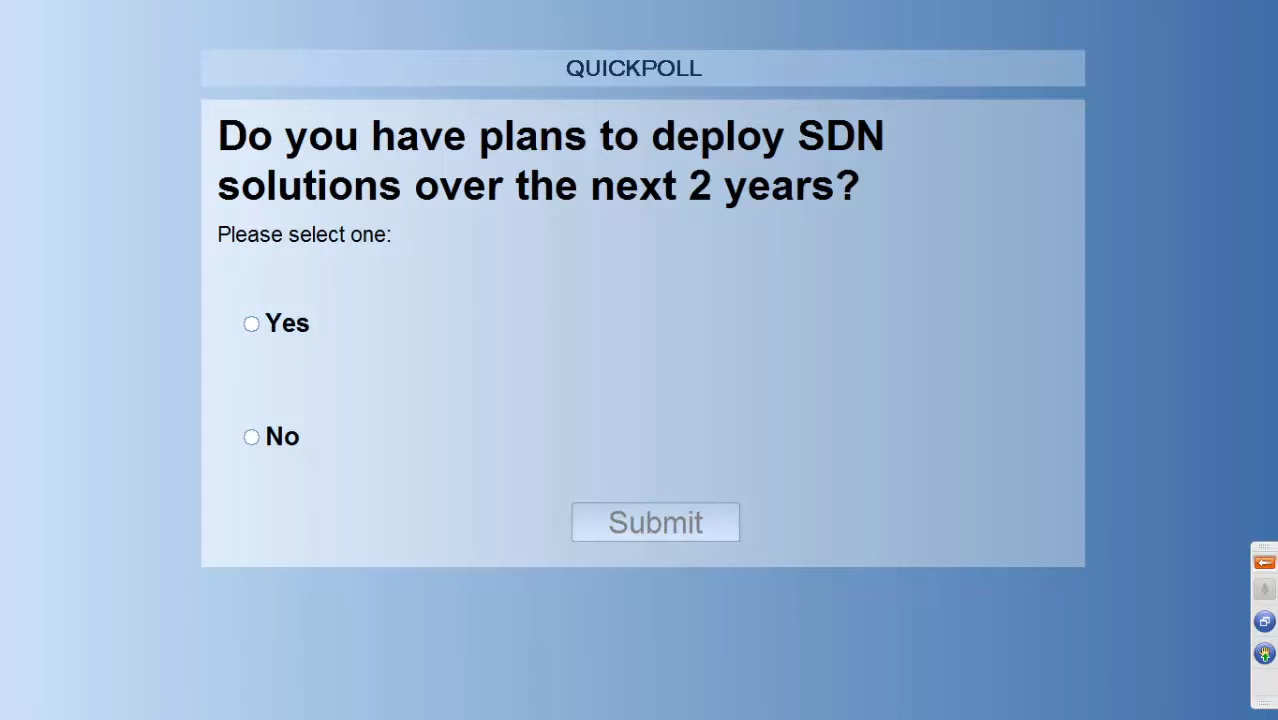 QUICKPOLL
Do you have plans to deploy SDN
solutions over the next 2 years?
Please select one:
Yes
No
Submit